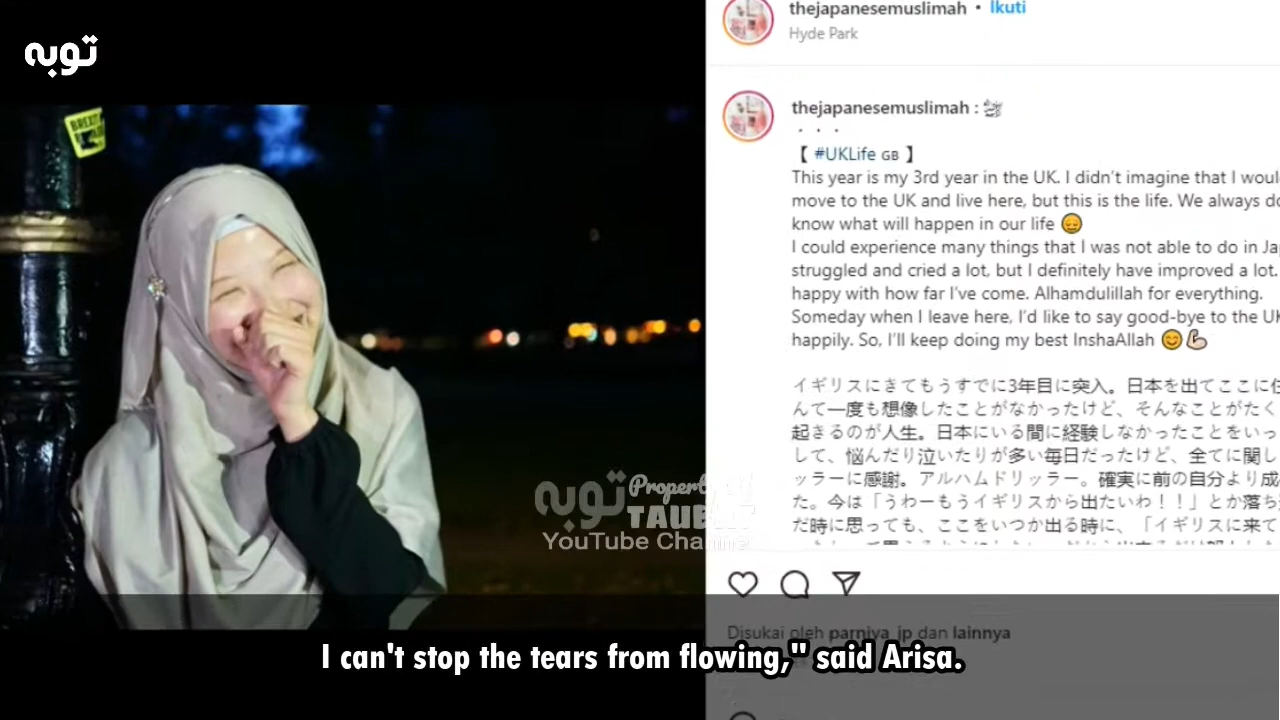 توبه
BREXIT
thejapanesemuslimah • Ikuti
Hyde Park
thejapanesemuslimah : ﷺ
. . .
【 #UKLife GB 】
This year is my 3rd year in the UK. I didn't imagine that I woul
move to the UK and live here, but this is the life. We always do
know what will happen in our life 😌
I could experience many things that I was not able to do in Ja
struggled and cried a lot, but I definitely have improved a lot.
happy with how far I've come. Alhamdulillah for everything.
Someday when I leave here, I'd like to say good-bye to the UK
happily. So, I'll keep doing my best InshaAllah 😊💪🏻
イギリスにきてもうすでに3年目に突入。日本を出てここに住
んて一度も想像したことがなかったけど、そんなことがたく
起きるのが人生。日本にいる間に経験しなかったことをいっ
して、悩んだり泣いたりが多い毎日だったけど、全てに関し
ッラーに感謝。アルハムドリッラー。確実に前の自分より成
た。今は「うわーもうイギリスから出たいわ！！」とか落ち
だ時に思っても、ここをいつか出る時に、「イギリスに来て
توبه
YouTube Channel
Disukai oleh parniya_jp dan lainnya
I can't stop the tears from flowing," said Arisa.